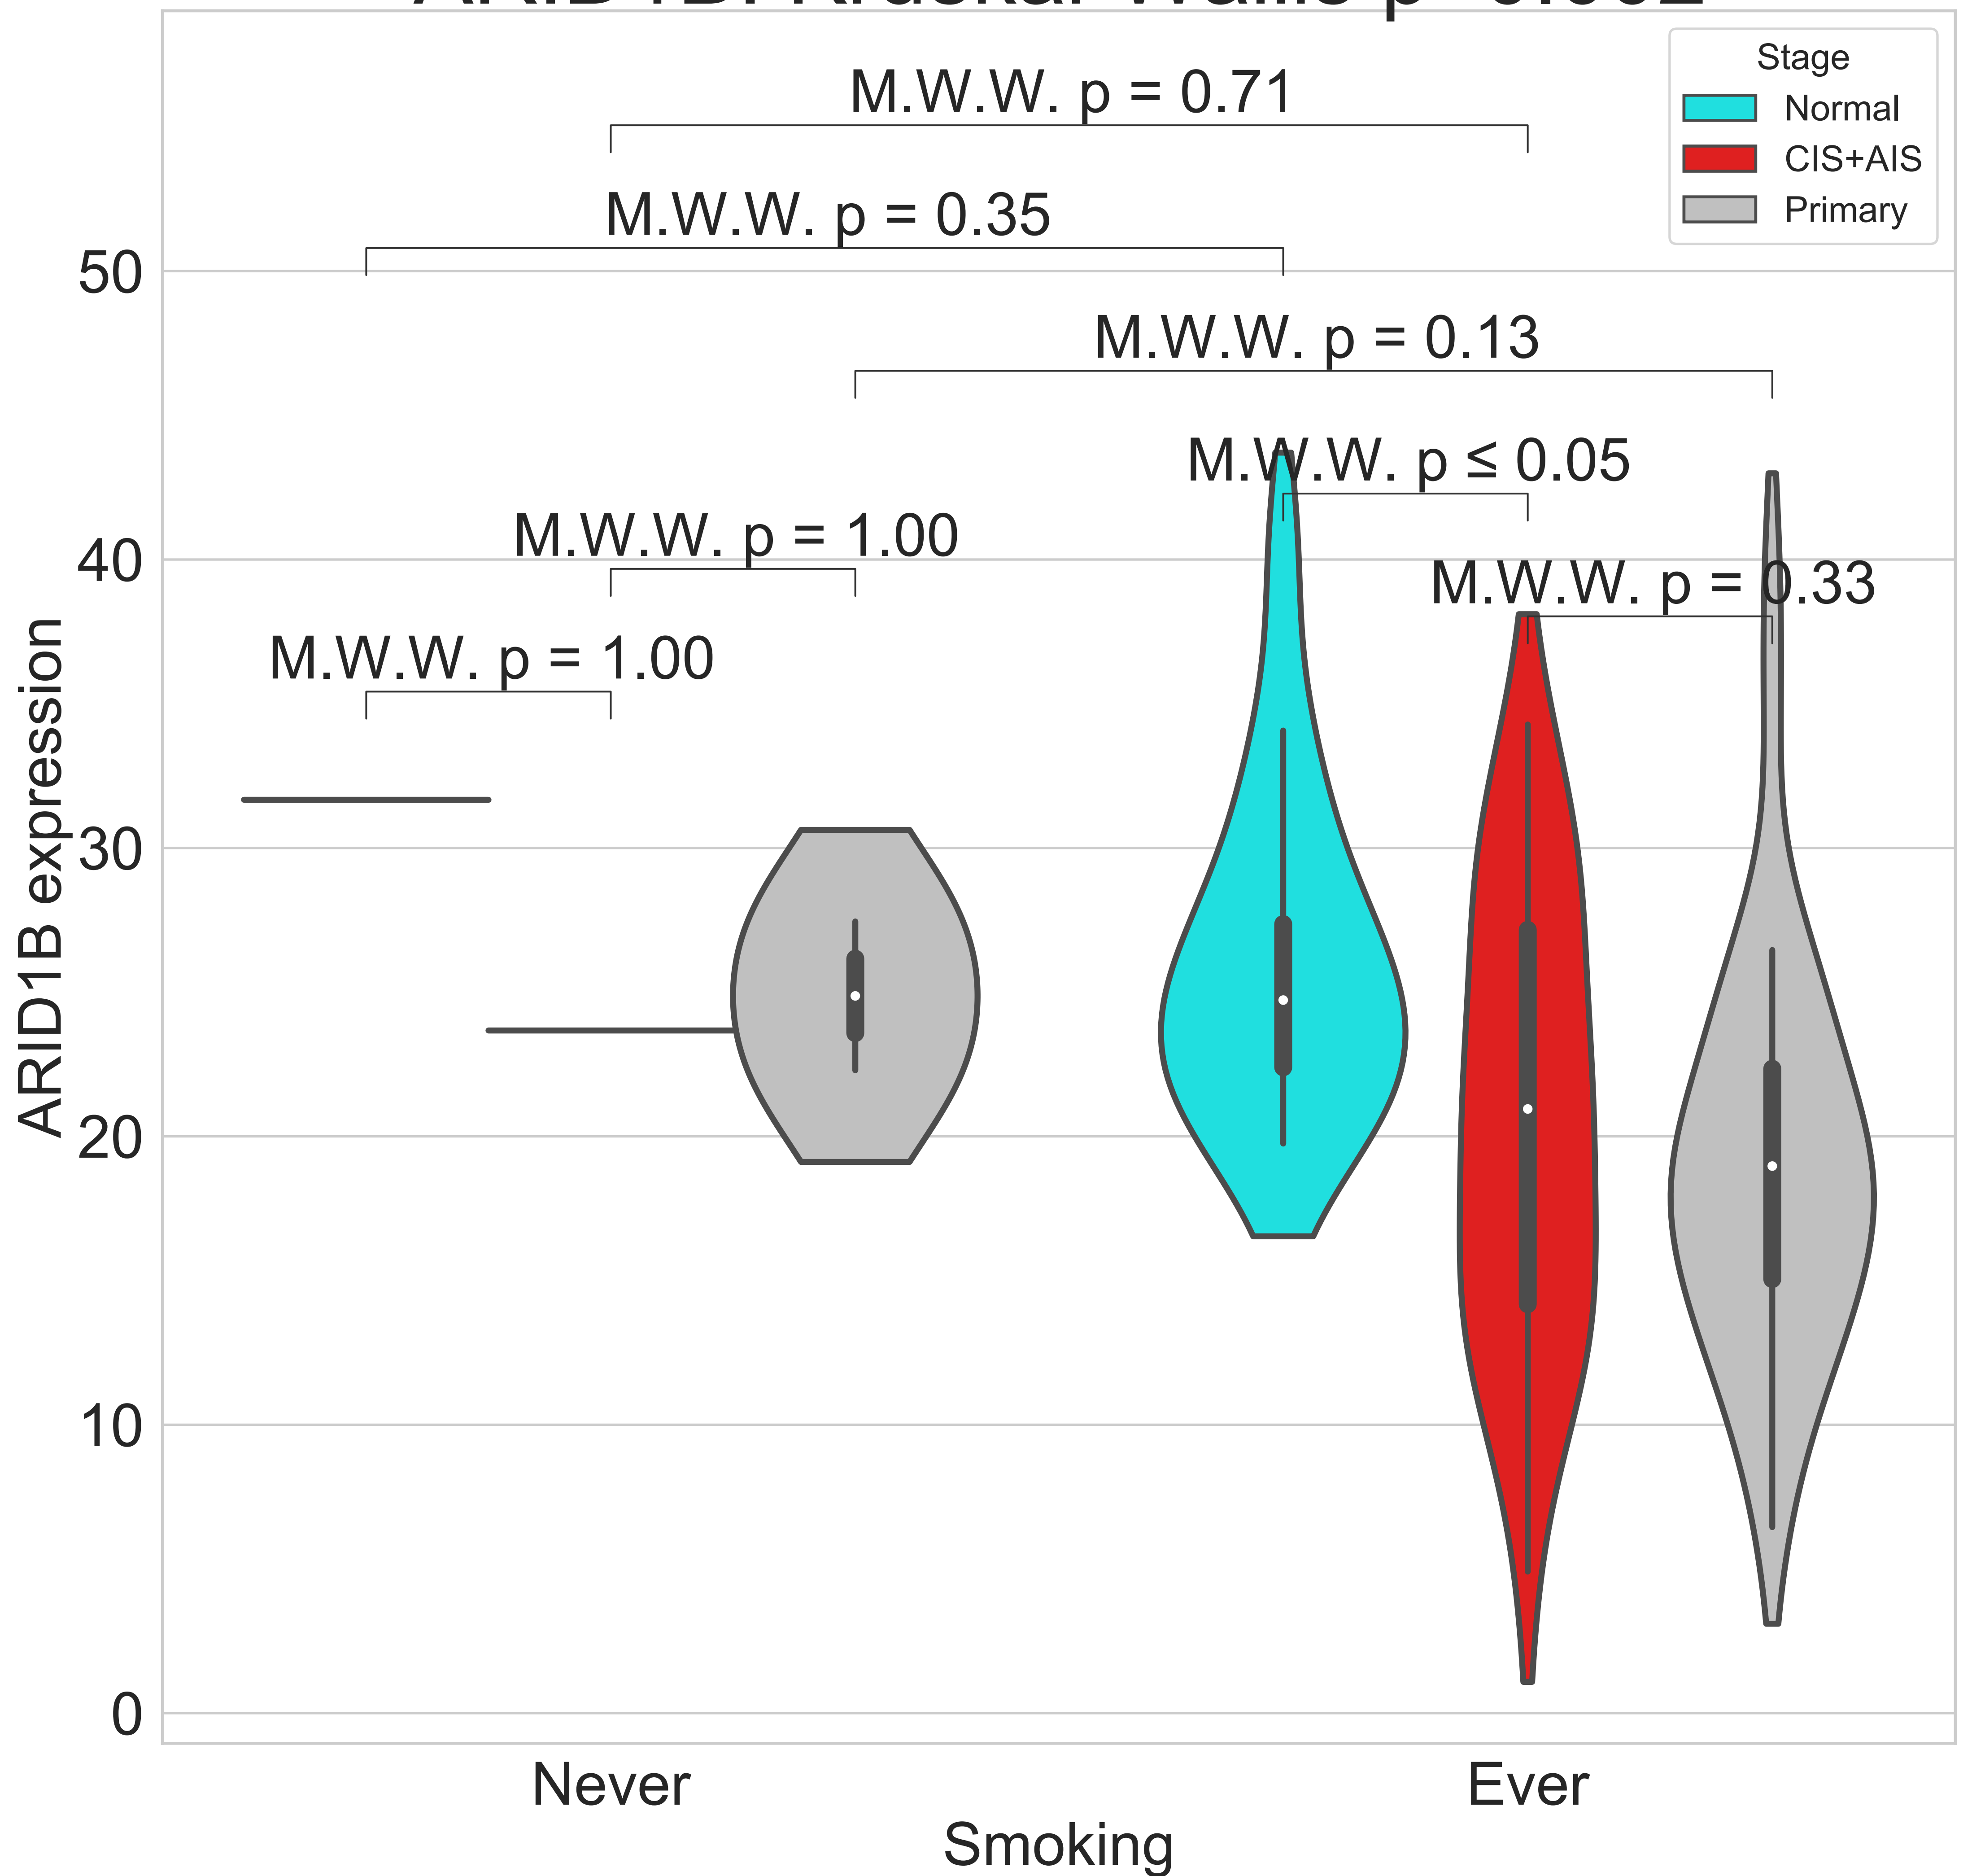 M.W.W. p = 0.71
M.W.W. p = 0.35
M.W.W. p = 0.13
M.W.W. p ≤ 0.05
M.W.W. p = 1.00
M.W.W. p = 0.33
M.W.W. p = 1.00
Stage
Normal
CIS+AIS
Primary
ARID1B expression
50
40
30
20
10
0
Never
Ever
Smoking